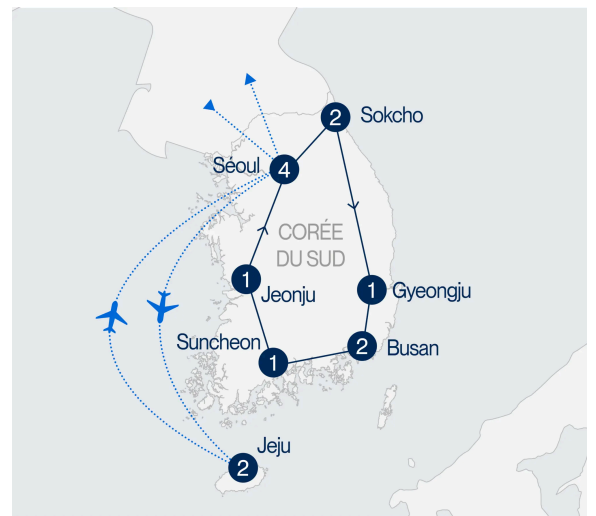 2 Sokcho
Séoul 4
CORÉE
DU SUD
1
Jeonju
1 Gyeongju
Suncheon
1
2 Busan
Jeju
2